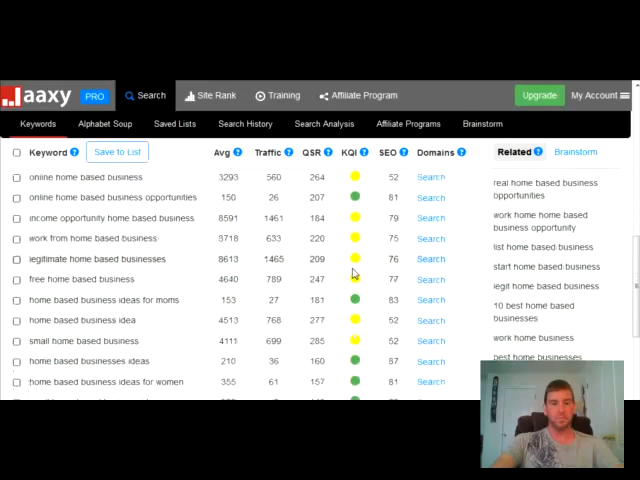 Jaaxy PRO Search Site Rank Training Affiliate Program Upgrade My Account
Keywords Alphabet Soup Saved Lists Search History Search Analysis Affiliate Programs Brainstorm
Keyword ? Save to List Avg ? Traffic ? QSR ? KQI ? SEO ? Domains ? Related ? Brainstorm
online home based business 3293 560 264 52 Search
online home based business opportunities 150 26 207 81 Search
income opportunity home based business 8591 1461 184 79 Search
work from home based business 3718 633 220 75 Search
legitimate home based businesses 8613 1465 209 76 Search
free home based business 4640 789 247 77 Search
home based business ideas for moms 153 27 181 83 Search
home based business idea 4513 768 277 52 Search
small home based business 4111 699 285 52 Search
home based businesses ideas 210 36 160 87 Search
home based business ideas for women 355 61 157 81 Search
real home based business
opportunities
work home home based
business opportunity
list home based business
start home based business
legit home based business
10 best home based
businesses
work home business
best home businesses